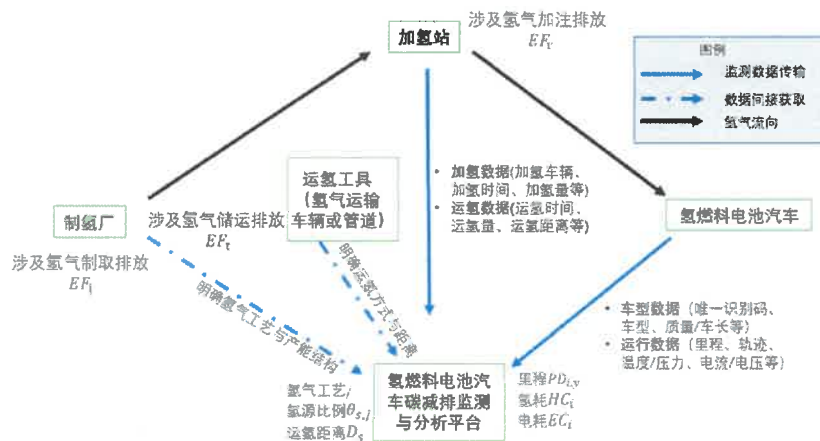 涉及氢气加注排放
EFᵣ
加氢站
图例
监测数据传输
数据间接获取
氢气流向
• 加氢数据(加氢车辆、
加氢时间、加氢量等)
• 运氢数据(运氢时间、
运氢量、运氢距离等)
运氢工具
（氢气运输
车辆或管道）
制氢厂
涉及氢气储运排放
EFₜ
氢燃料电池汽车
涉及氢气制取排放
EFⱼ
明确氢气工艺与产能结构
明确运氢方式与距离
• 车型数据（唯一识别码、
车型、质量/车长等）
• 运行数据（里程、轨迹、
温度/压力、电流/电压等）
氢气工艺ⱼ
氢源比例θₛ,ⱼ
运氢距离Dₛ
氢燃料电池汽
车碳减排监测
与分析平台
里程PDᵢ,ᵧ
氢耗HCᵢ
电耗ECᵢ